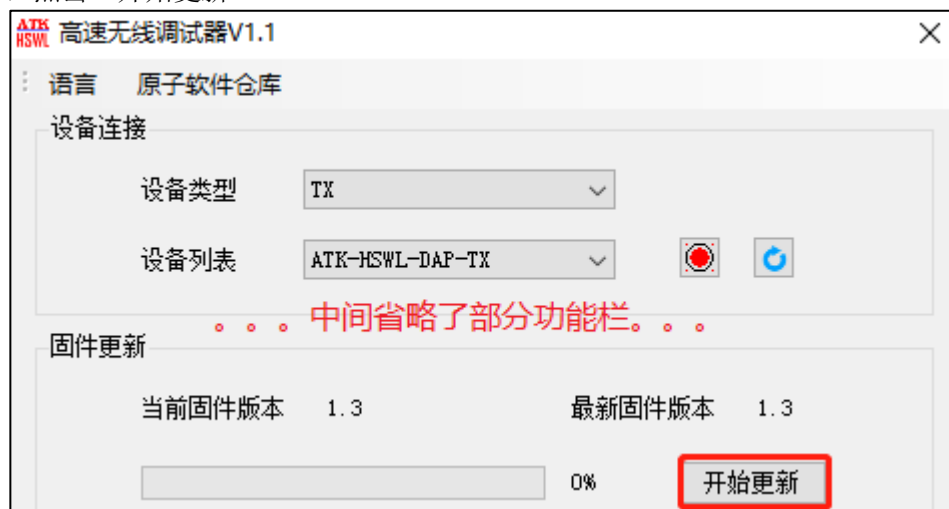 ATK
HSWL 高速无线调试器V1.1
语言 原子软件仓库
设备连接
设备类型 TX
设备列表 ATK-HSWL-DAP-TX
。。。中间省略了部分功能栏。。。
固件更新
当前固件版本 1.3 最新固件版本 1.3
0% 开始更新